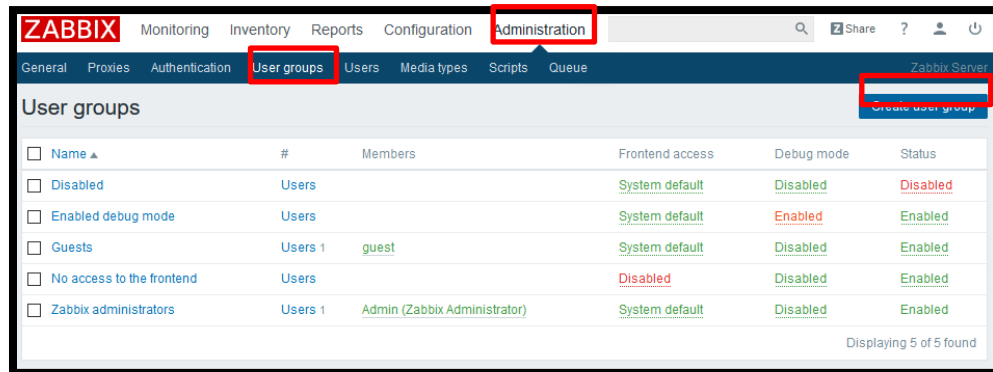 ZABBIX Monitoring Inventory Reports Configuration Administration Z Share ?
General Proxies Authentication User groups Users Media types Scripts Queue Zabbix Server
User groups Create user group
Name ▲ # Members Frontend access Debug mode Status
Disabled Users System default Disabled Disabled
Enabled debug mode Users System default Enabled Enabled
Guests Users 1 guest System default Disabled Enabled
No access to the frontend Users Disabled Disabled Enabled
Zabbix administrators Users 1 Admin (Zabbix Administrator) System default Disabled Enabled
Displaying 5 of 5 found